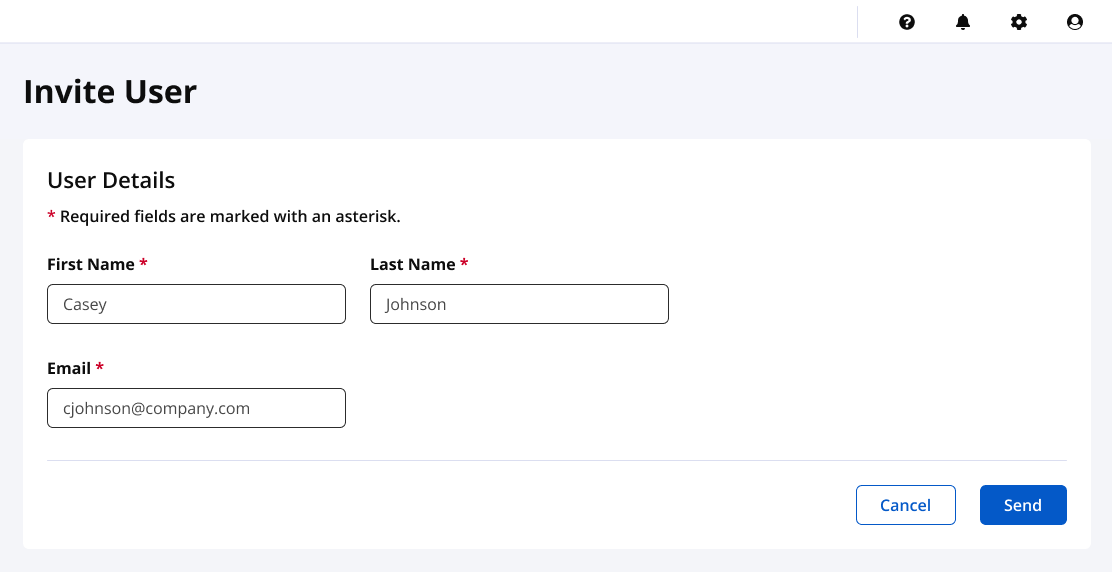 Invite User
User Details
* Required fields are marked with an asterisk.
First Name * Last Name *
Casey Johnson
Email *
cjohnson@company.com
Cancel Send